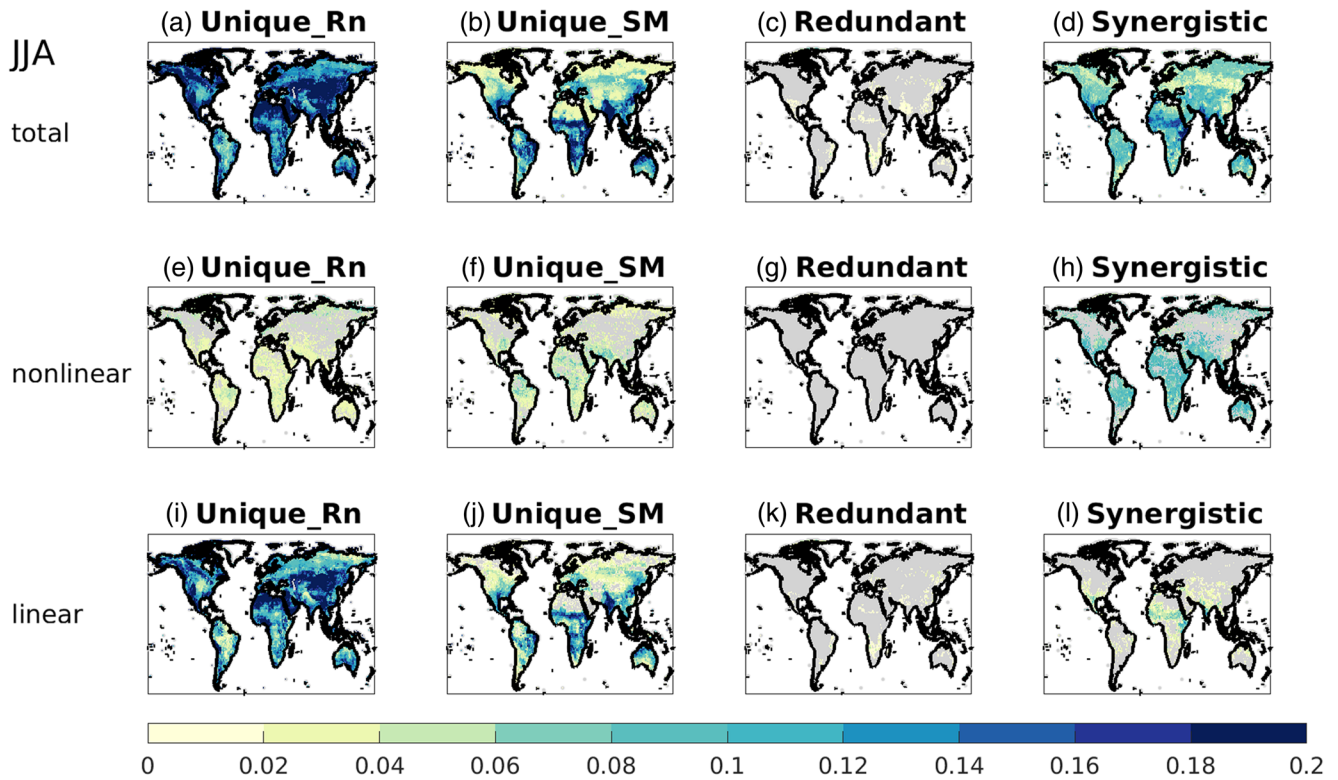 (a) Unique_Rn (b) Unique_SM (c) Redundant (d) Synergistic
JJA
total
(e) Unique_Rn (f) Unique_SM (g) Redundant (h) Synergistic
nonlinear
(i) Unique_Rn (j) Unique_SM (k) Redundant (l) Synergistic
linear
0 0.02 0.04 0.06 0.08 0.1 0.12 0.14 0.16 0.18 0.2